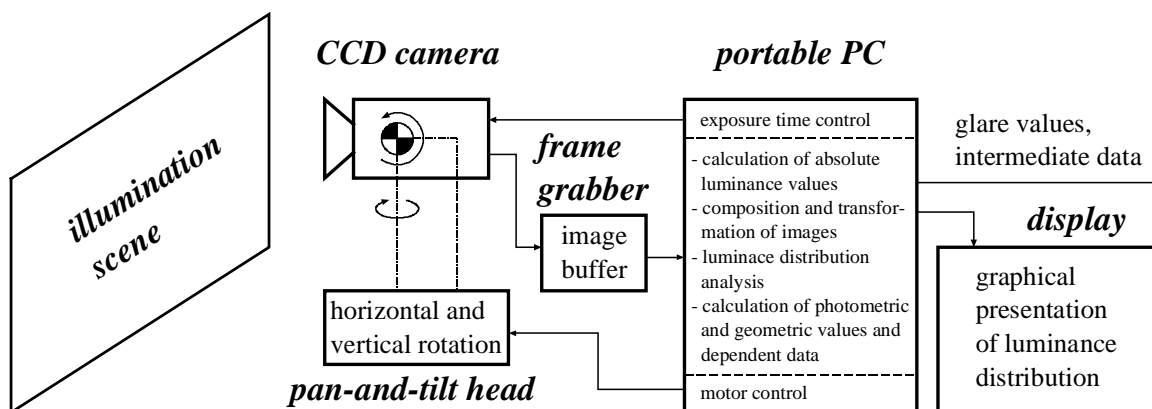 illumination
scene
CCD camera
frame
grabber
image
buffer
horizontal and
vertical rotation
pan-and-tilt head
portable PC
exposure time control
- calculation of absolute
luminance values
- composition and transfor-
mation of images
- luminace distribution
analysis
- calculation of photometric
and geometric values and
dependent data
motor control
glare values,
intermediate data
display
graphical
presentation
of luminance
distribution